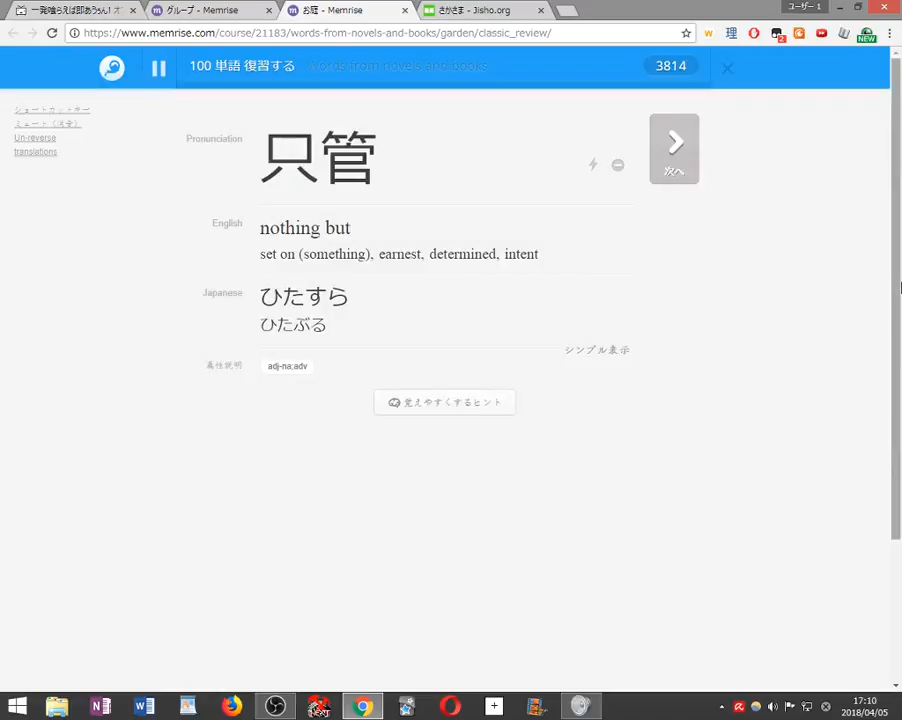 一発喰らえば即あうぅん! オ
グループ - Memrise
お庭 - Memrise
さかさま - Jisho.org
ユーザー 1
https://www.memrise.com/course/21183/words-from-novels-and-books/garden/classic_review/
100 単語 復習する
words from novels and books
3814
ショートカットキー
ミュート（消音）
Un-reverse
translations
Pronunciation
只管
次へ
English
nothing but
set on (something), earnest, determined, intent
Japanese
ひたすら
ひたぶる
シンプル表示
属性説明
adj-na;adv
覚えやすくするヒント
17:10
2018/04/05